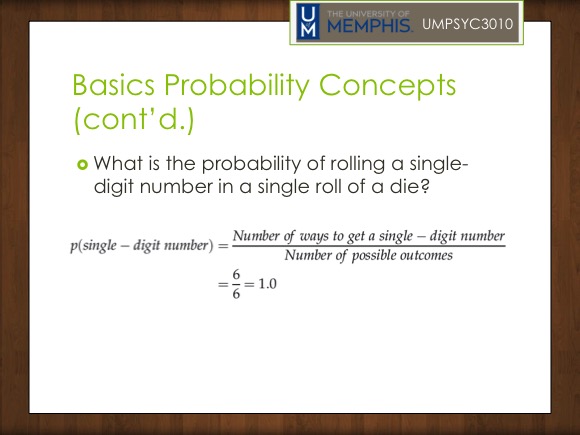 THE UNIVERSITY OF
UM MEMPHIS. UMPSYC3010
Basics Probability Concepts
(cont’d.)
What is the probability of rolling a single-
digit number in a single roll of a die?
p(single – digit number) = Number of ways to get a single – digit number / Number of possible outcomes
= 6/6 = 1.0